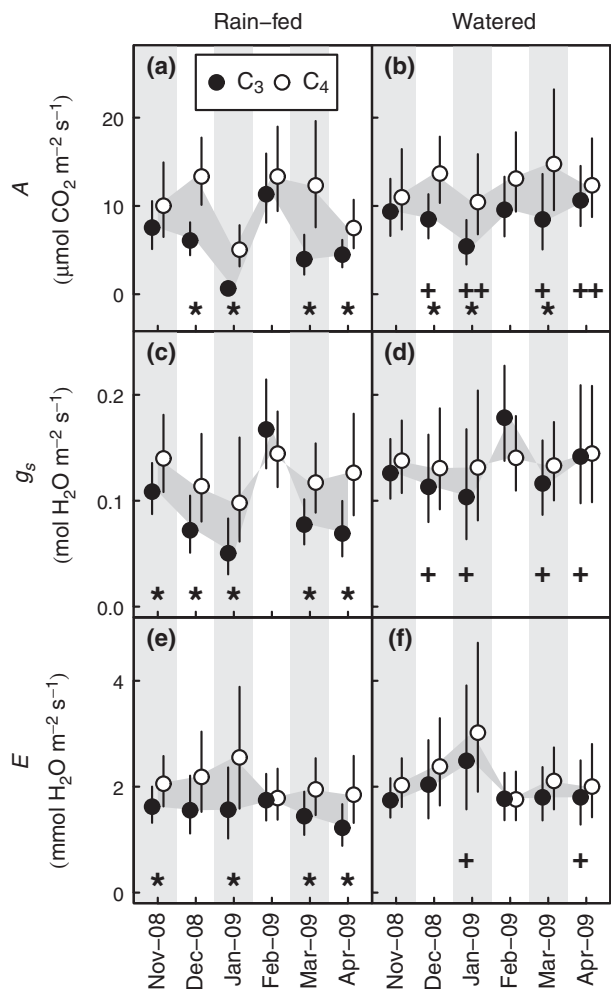 Rain–fed Watered
(a) (b)
C3 C4
20
10
0
A
(μmol CO2 m−2 s−1)
+ ++ + ++
* * * * * * *
(c) (d)
0.2
0.1
0.0
gs
(mol H2O m−2 s−1)
+ + + +
* * * * *
(e) (f)
4
2
0
E
(mmol H2O m−2 s−1)
+ +
* * * *
Nov–08 Dec–08 Jan–09 Feb–09 Mar–09 Apr–09 Nov–08 Dec–08 Jan–09 Feb–09 Mar–09 Apr–09